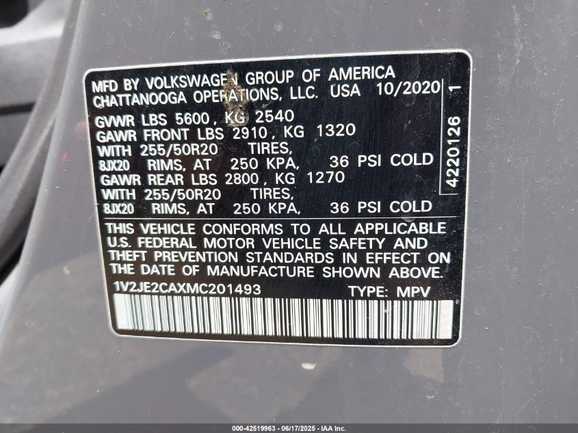 MFD BY VOLKSWAGEN GROUP OF AMERICA
CHATTANOOGA OPERATIONS, LLC. USA 10/2020
GVWR LBS 5600, KG 2540
GAWR FRONT LBS 2910, KG 1320
WITH 255/50R20 TIRES,
8JX20 RIMS, AT 250 KPA, 36 PSI COLD
GAWR REAR LBS 2800, KG 1270
WITH 255/50R20 TIRES,
8JX20 RIMS, AT 250 KPA, 36 PSI COLD
THIS VEHICLE CONFORMS TO ALL APPLICABLE
U.S. FEDERAL MOTOR VEHICLE SAFETY AND
THEFT PREVENTION STANDARDS IN EFFECT ON
THE DATE OF MANUFACTURE SHOWN ABOVE.
1V2JE2CAXMC201493 TYPE: MPV
4220126 1
000-42519963 - 06/17/2025 - IAA, Inc.